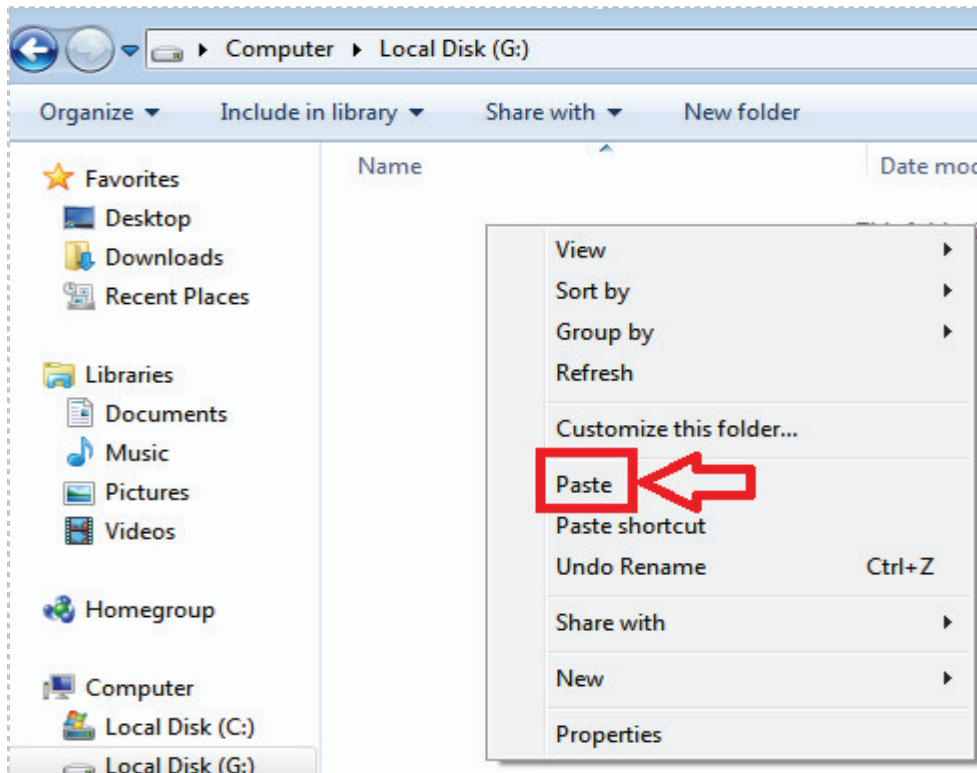 Computer Local Disk (G:)
Organize Include in library Share with New folder
Name Date mod
Favorites
Desktop
Downloads
Recent Places
Libraries
Documents
Music
Pictures
Videos
Homegroup
Computer
Local Disk (C:)
Local Disk (G:)
View
Sort by
Group by
Refresh
Customize this folder...
Paste
Paste shortcut
Undo Rename Ctrl+Z
Share with
New
Properties